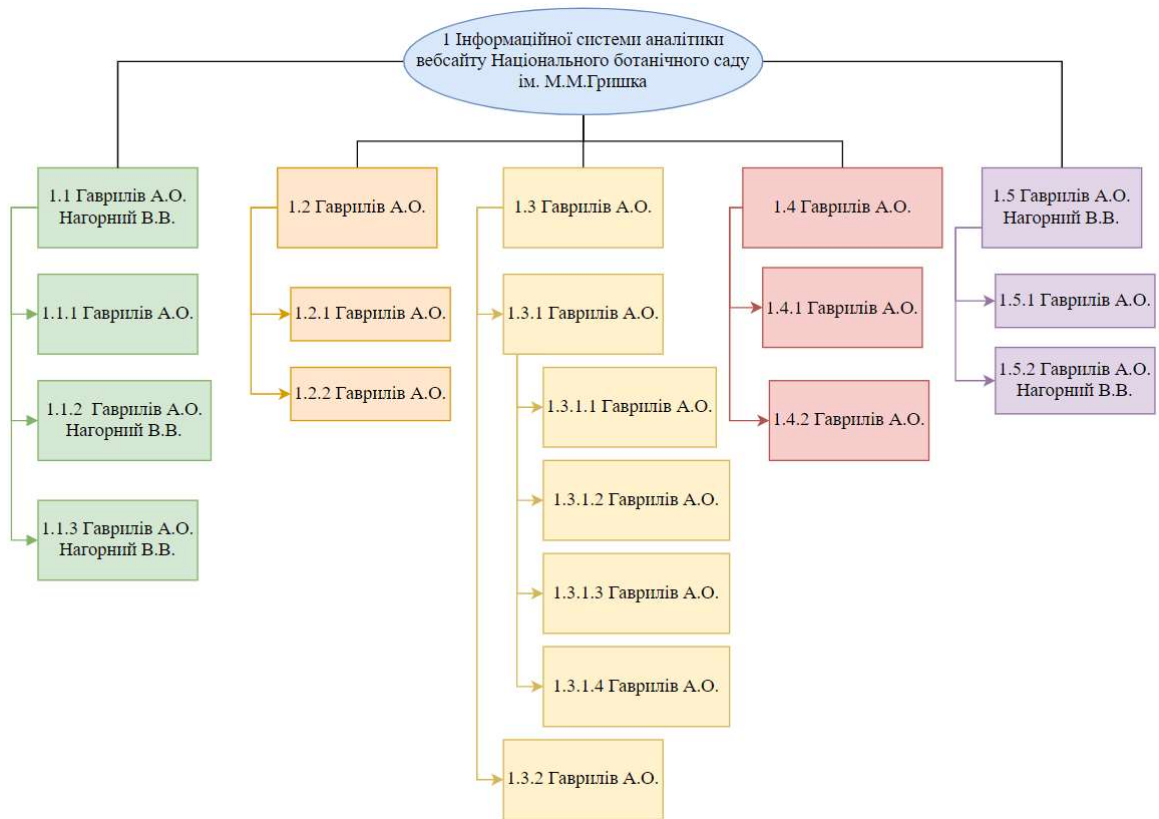 1 Інформаційної системи аналітики
вебсайту Національного ботанічного саду
ім. М.М.Гришка
1.1 Гаврилів А.О.
Нагорний В.В.
1.1.1 Гаврилів А.О.
1.1.2 Гаврилів А.О.
Нагорний В.В.
1.1.3 Гаврилів А.О.
Нагорний В.В.
1.2 Гаврилів А.О.
1.2.1 Гаврилів А.О.
1.2.2 Гаврилів А.О.
1.3 Гаврилів А.О.
1.3.1 Гаврилів А.О.
1.3.1.1 Гаврилів А.О.
1.3.1.2 Гаврилів А.О.
1.3.1.3 Гаврилів А.О.
1.3.1.4 Гаврилів А.О.
1.3.2 Гаврилів А.О.
1.4 Гаврилів А.О.
1.4.1 Гаврилів А.О.
1.4.2 Гаврилів А.О.
1.5 Гаврилів А.О.
Нагорний В.В.
1.5.1 Гаврилів А.О.
1.5.2 Гаврилів А.О.
Нагорний В.В.